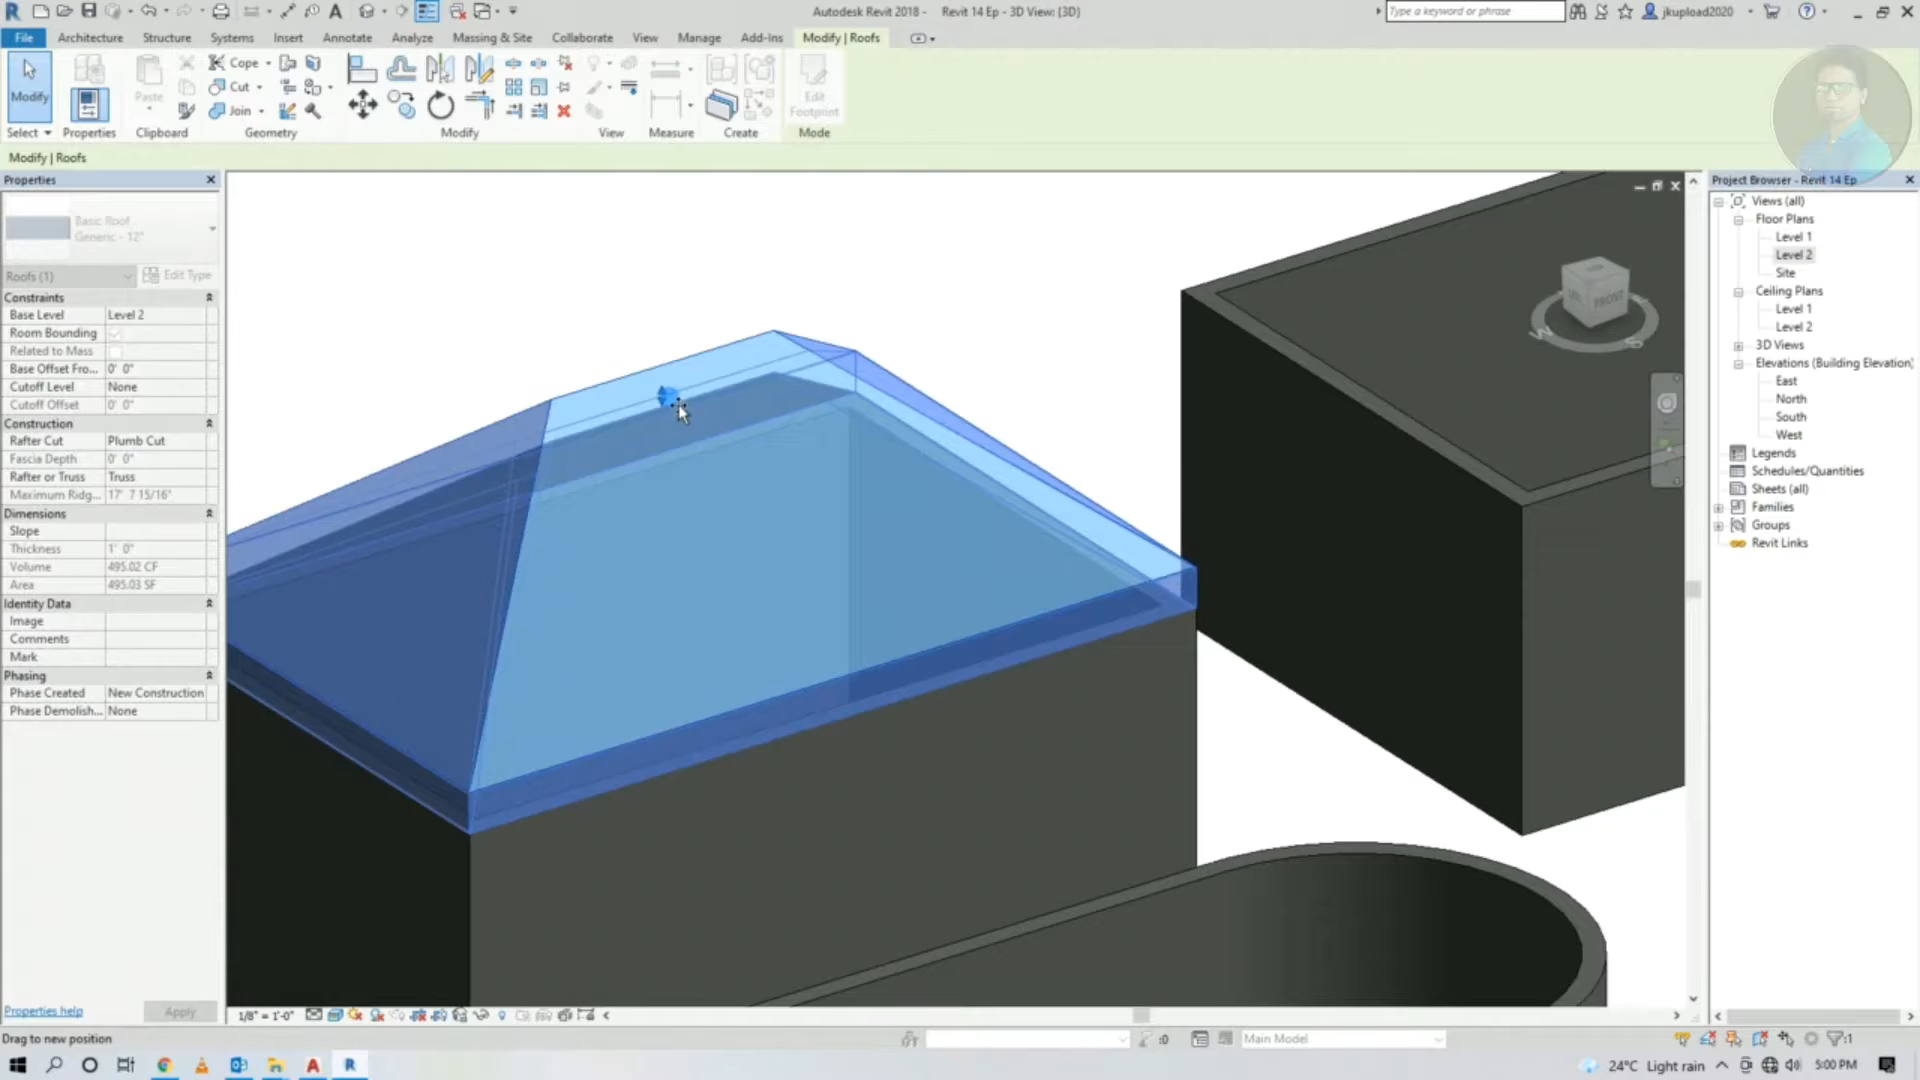 Autodesk Revit 2018 - Revit 14 Ep - 3D View: {3D}
Type a keyword or phrase
jkupload2020
File Architecture Structure Systems Insert Annotate Analyze Massing & Site Collaborate View Manage Add-Ins Modify | Roofs
Cope
Modify
Paste
Cut
Edit
Join
Footprint
Select Properties Clipboard Geometry Modify View Measure Create Mode
Modify | Roofs
Properties
Project Browser - Revit 14 Ep
Basic Roof
Generic - 12"
Roofs (1)
Edit Type
Constraints
Base Level Level 2
Room Bounding
Related to Mass
Base Offset Fro... 0' 0"
Cutoff Level None
Cutoff Offset 0' 0"
Construction
Rafter Cut Plumb Cut
Fascia Depth 0' 0"
Rafter or Truss Truss
Maximum Ridg... 17' 7 15/16"
Dimensions
Slope
Thickness 1' 0"
Volume 495.02 CF
Area 495.03 SF
Identity Data
Image
Comments
Mark
Phasing
Phase Created New Construction
Phase Demolish... None
Properties help
Apply
FRONT
W
S
Views (all)
Floor Plans
Level 1
Level 2
Site
Ceiling Plans
Level 1
Level 2
3D Views
Elevations (Building Elevation)
East
North
South
West
Legends
Schedules/Quantities
Sheets (all)
Families
Groups
Revit Links
1/8" = 1'-0"
Drag to new position
:0
Main Model
:1
24°C Light rain
5:00 PM